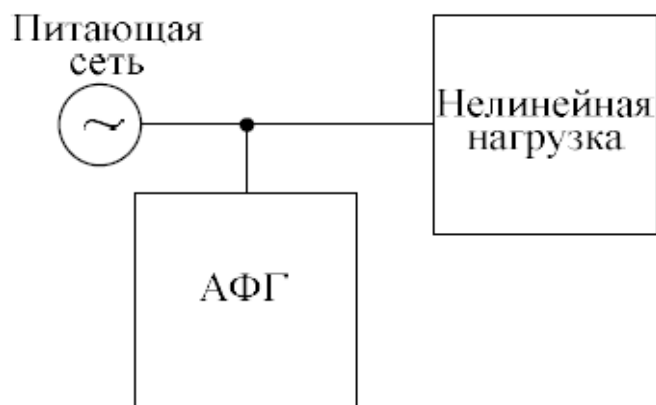 Питающая
сеть
~
Нелинейная
нагрузка
АФГ